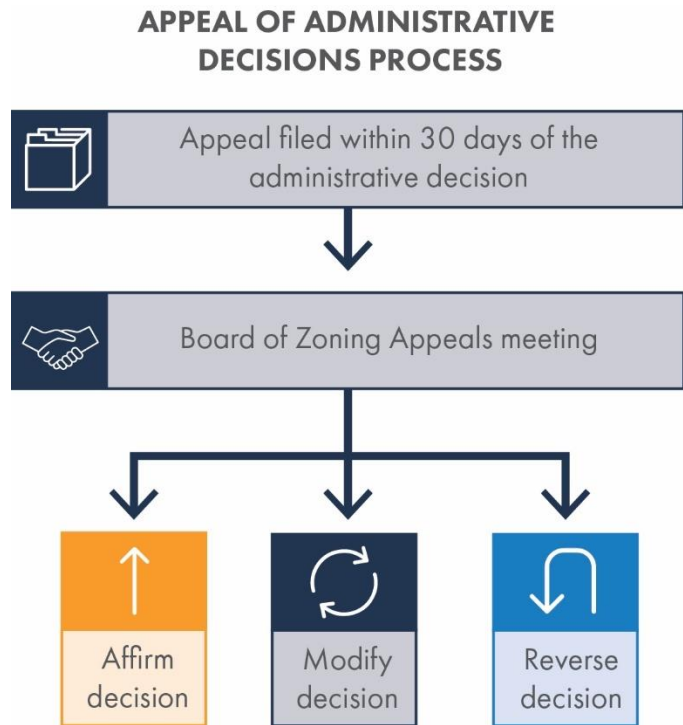 APPEAL OF ADMINISTRATIVE
DECISIONS PROCESS
Appeal filed within 30 days of the
administrative decision
Board of Zoning Appeals meeting
Affirm
decision
Modify
decision
Reverse
decision